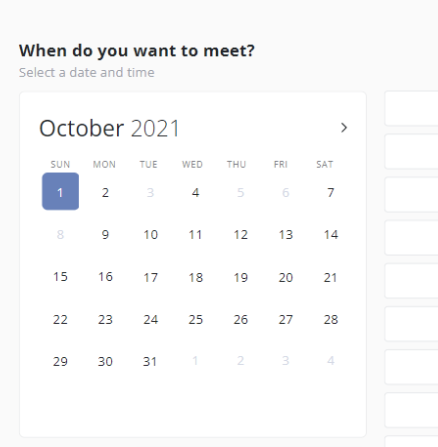 When do you want to meet?
Select a date and time
October 2021
SUN MON TUE WED THU FRI SAT
1 2 3 4 5 6 7
8 9 10 11 12 13 14
15 16 17 18 19 20 21
22 23 24 25 26 27 28
29 30 31 1 2 3 4